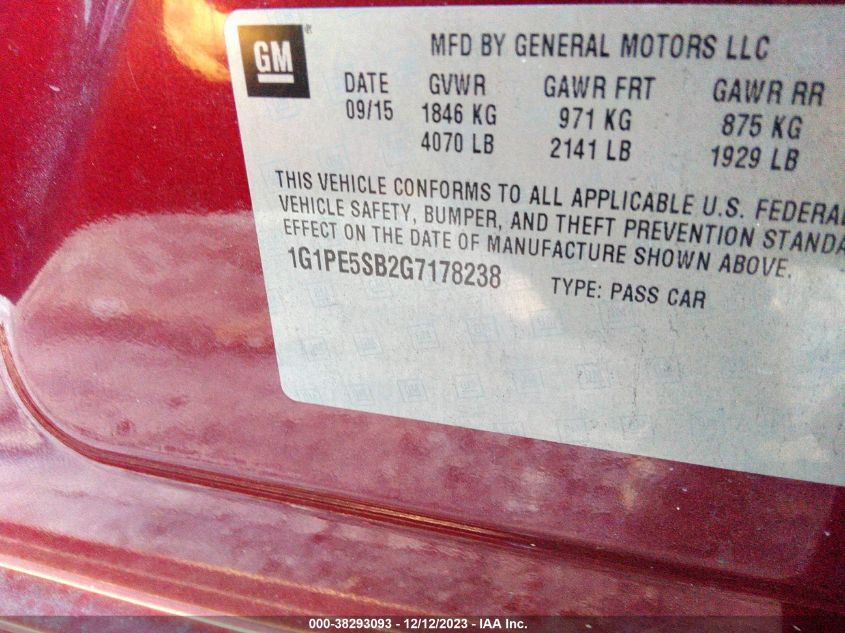 GM ®
MFD BY GENERAL MOTORS LLC
DATE GVWR GAWR FRT GAWR RR
09/15 1846 KG 971 KG 875 KG
4070 LB 2141 LB 1929 LB
THIS VEHICLE CONFORMS TO ALL APPLICABLE U.S. FEDERAL
VEHICLE SAFETY, BUMPER, AND THEFT PREVENTION STANDA
EFFECT ON THE DATE OF MANUFACTURE SHOWN ABOVE.
1G1PE5SB2G7178238 TYPE: PASS CAR
000-38293093 - 12/12/2023 - IAA Inc.